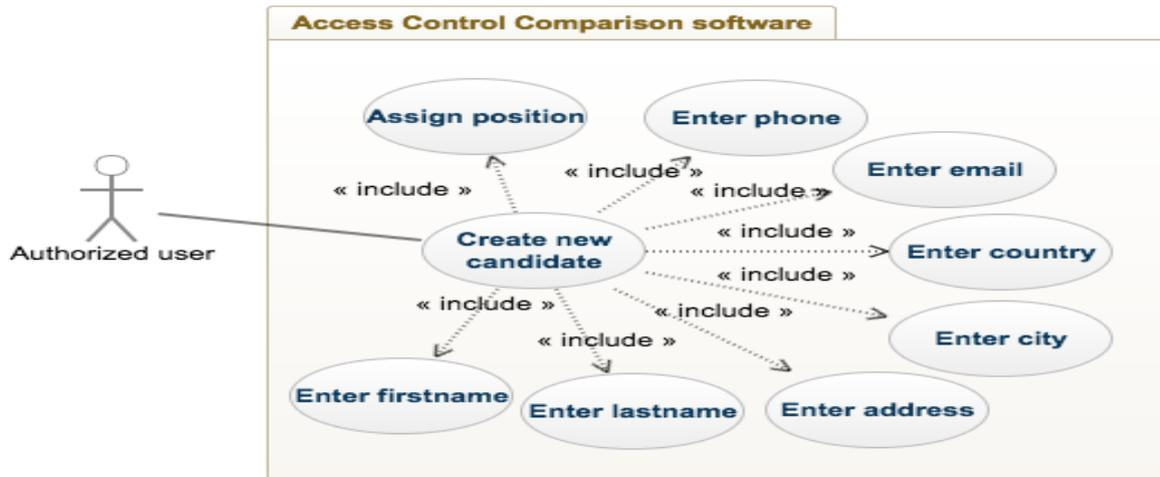 Access Control Comparison software
Assign position
Enter phone
« include »
Enter email
« include »
« include »
Authorized user
Create new
candidate
« include »
Enter country
« include »
« include »
« include »
Enter city
« include »
Enter firstname
Enter lastname
Enter address